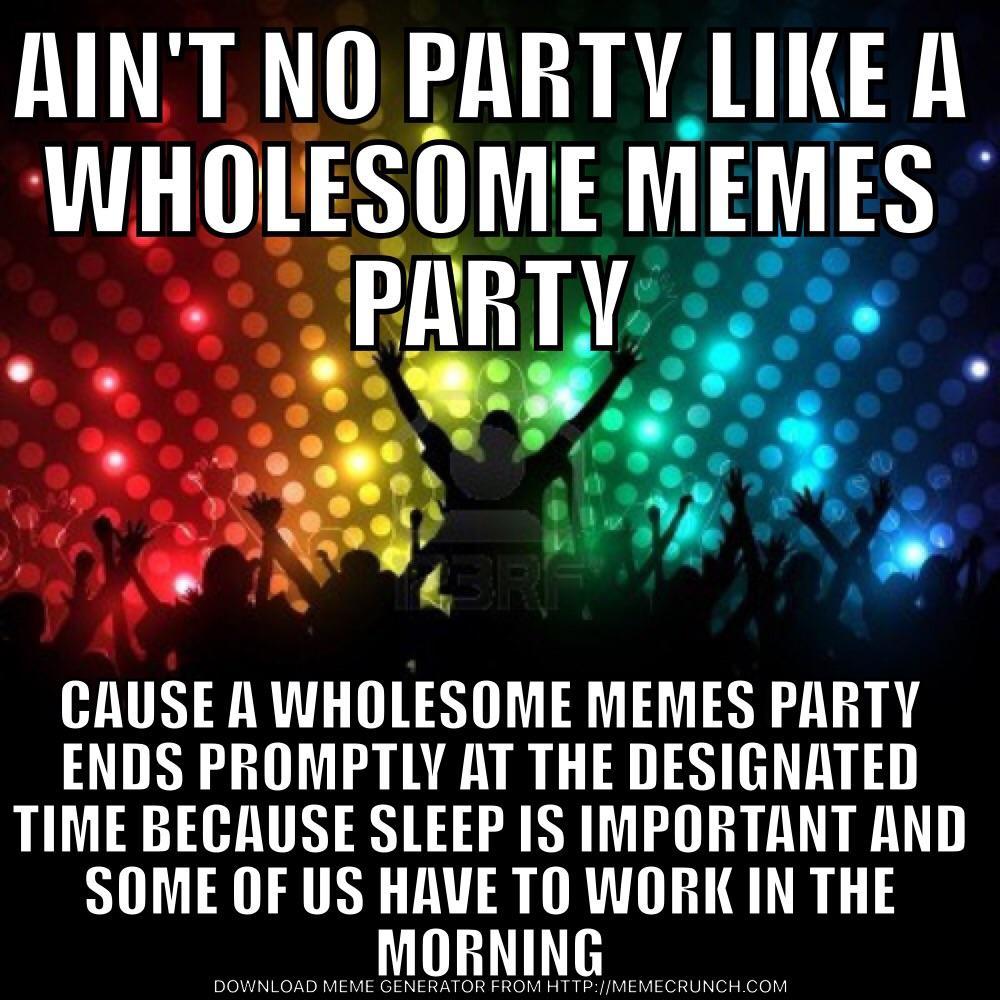 AIN'T NO PARTY LIKE A
WHOLESOME MEMES
PARTY
123RF
CAUSE A WHOLESOME MEMES PARTY
ENDS PROMPTLY AT THE DESIGNATED
TIME BECAUSE SLEEP IS IMPORTANT AND
SOME OF US HAVE TO WORK IN THE
MORNING
DOWNLOAD MEME GENERATOR FROM HTTP://MEMECRUNCH.COM